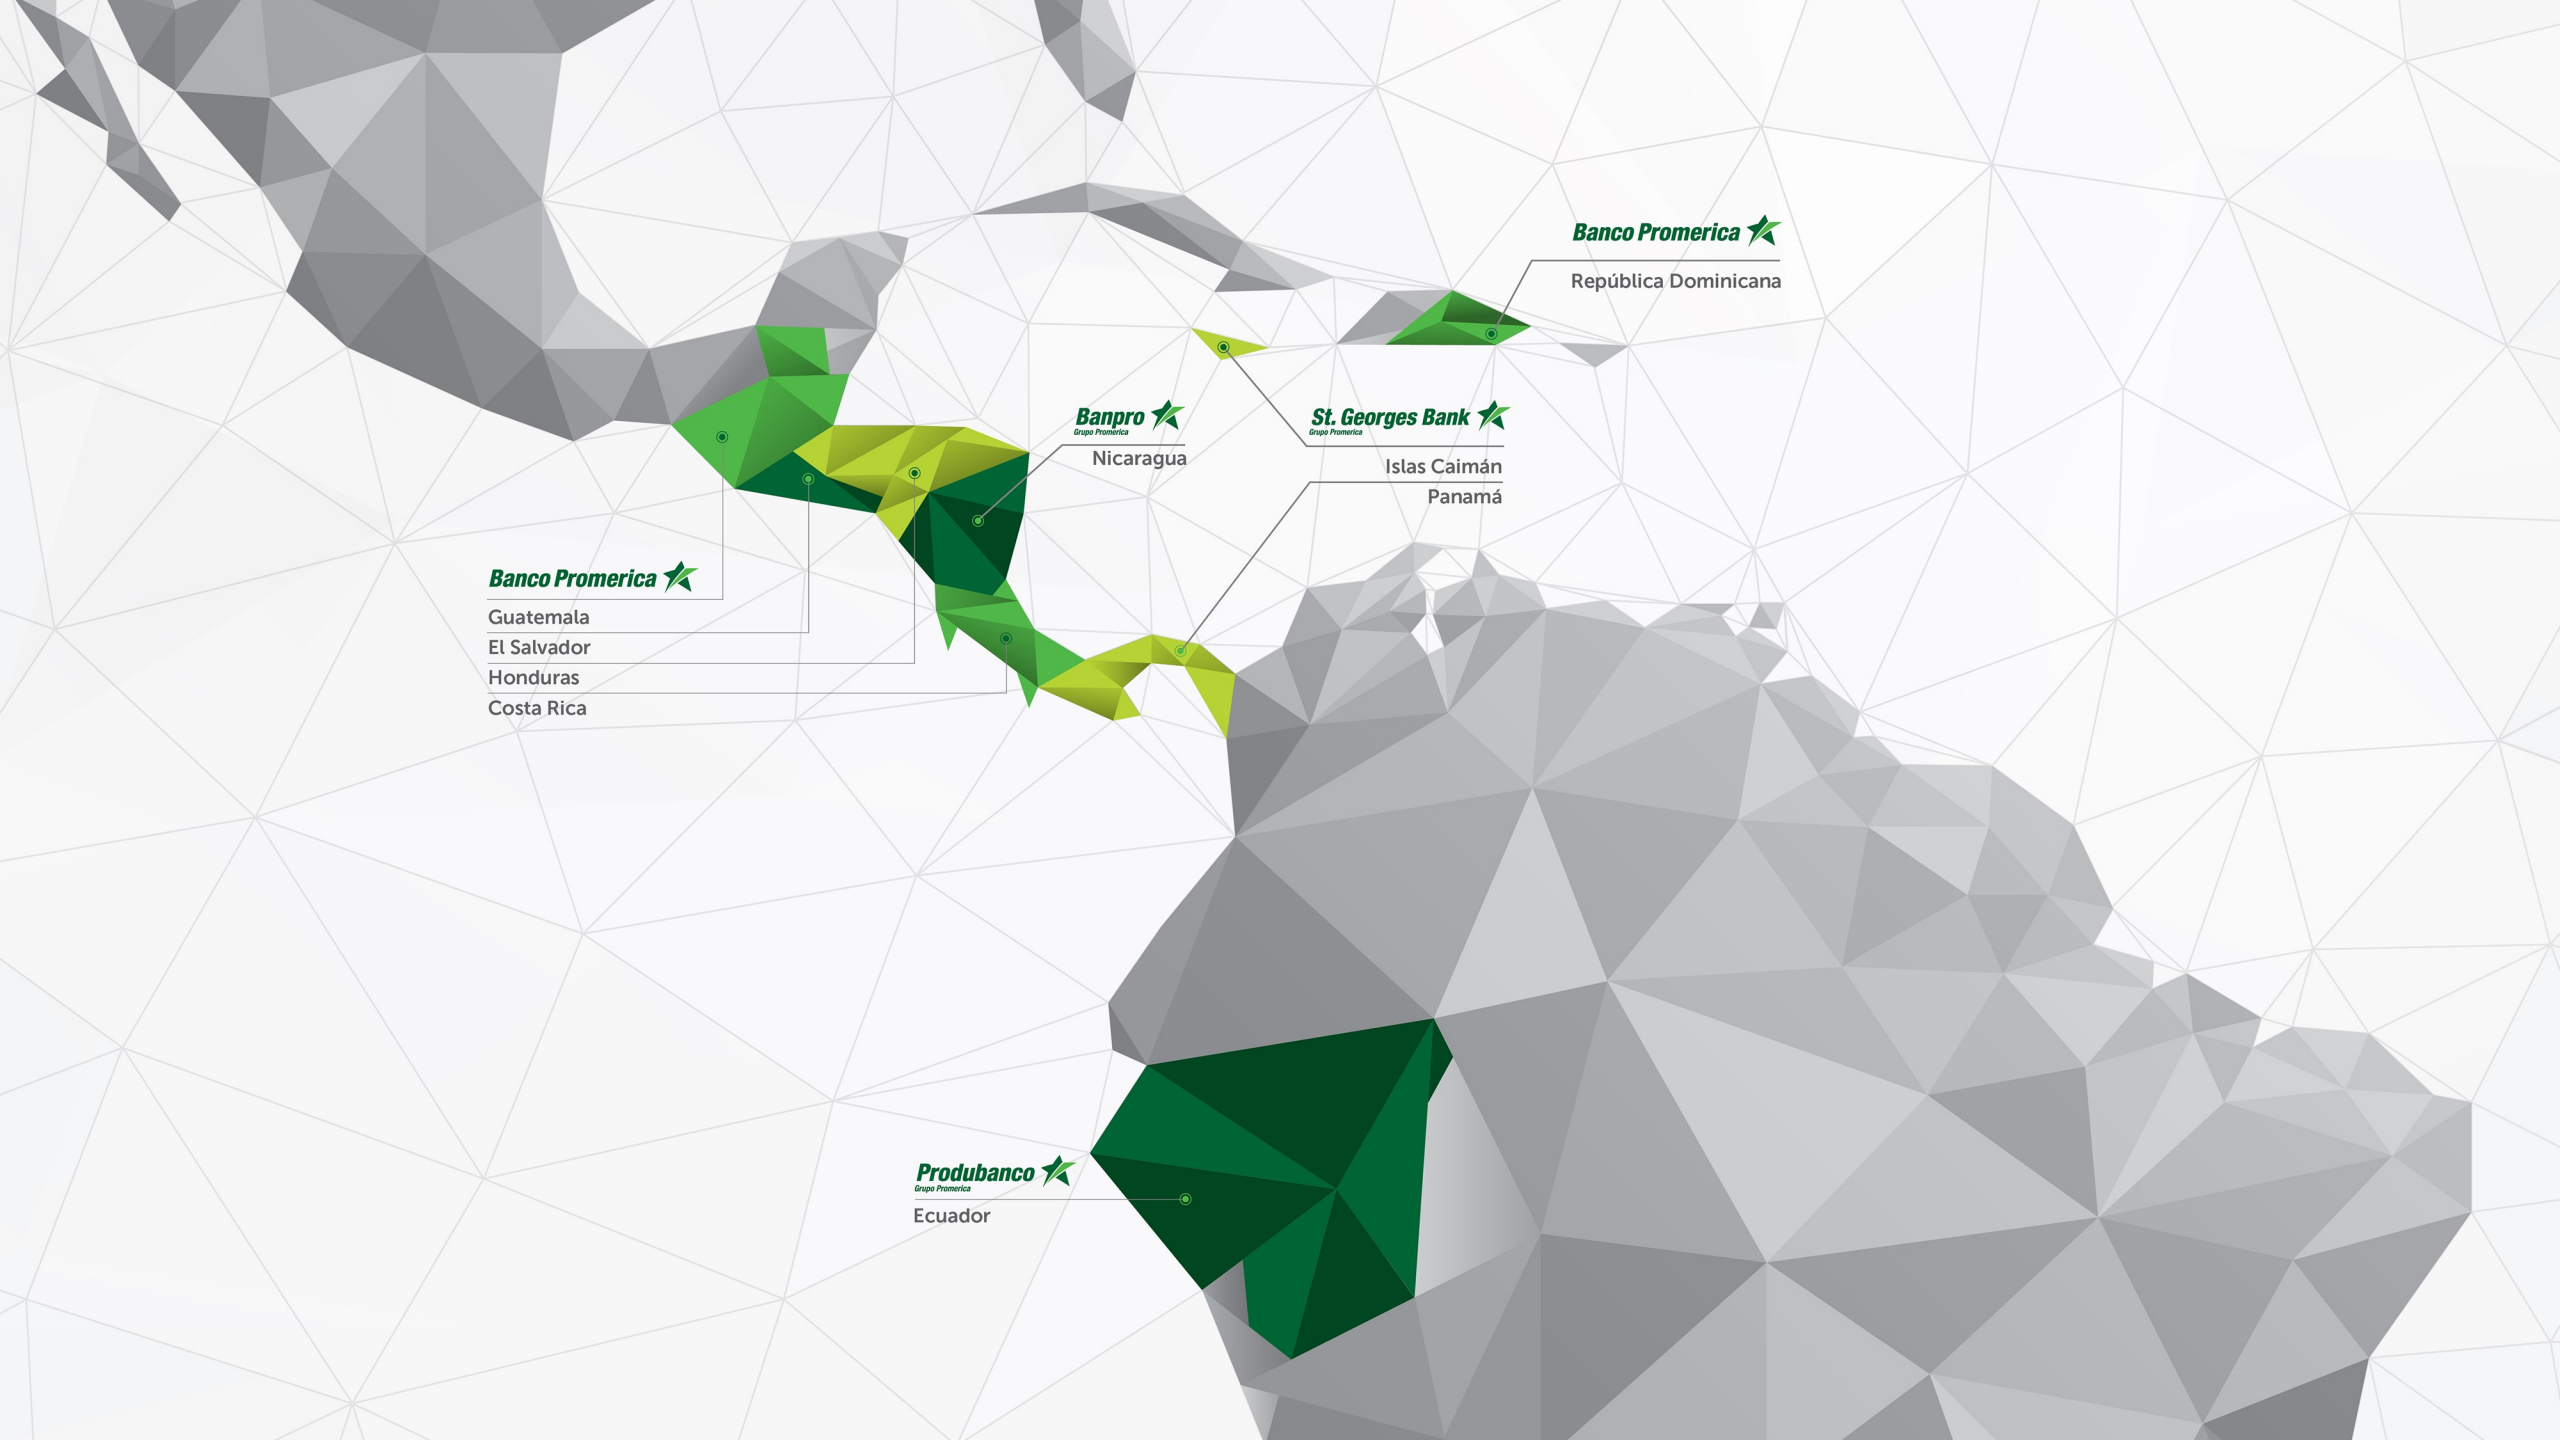 Banco Promerica
República Dominicana
Banpro
Grupo Promerica
Nicaragua
St. Georges Bank
Grupo Promerica
Islas Caimán
Panamá
Banco Promerica
Guatemala
El Salvador
Honduras
Costa Rica
Produbanco
Grupo Promerica
Ecuador